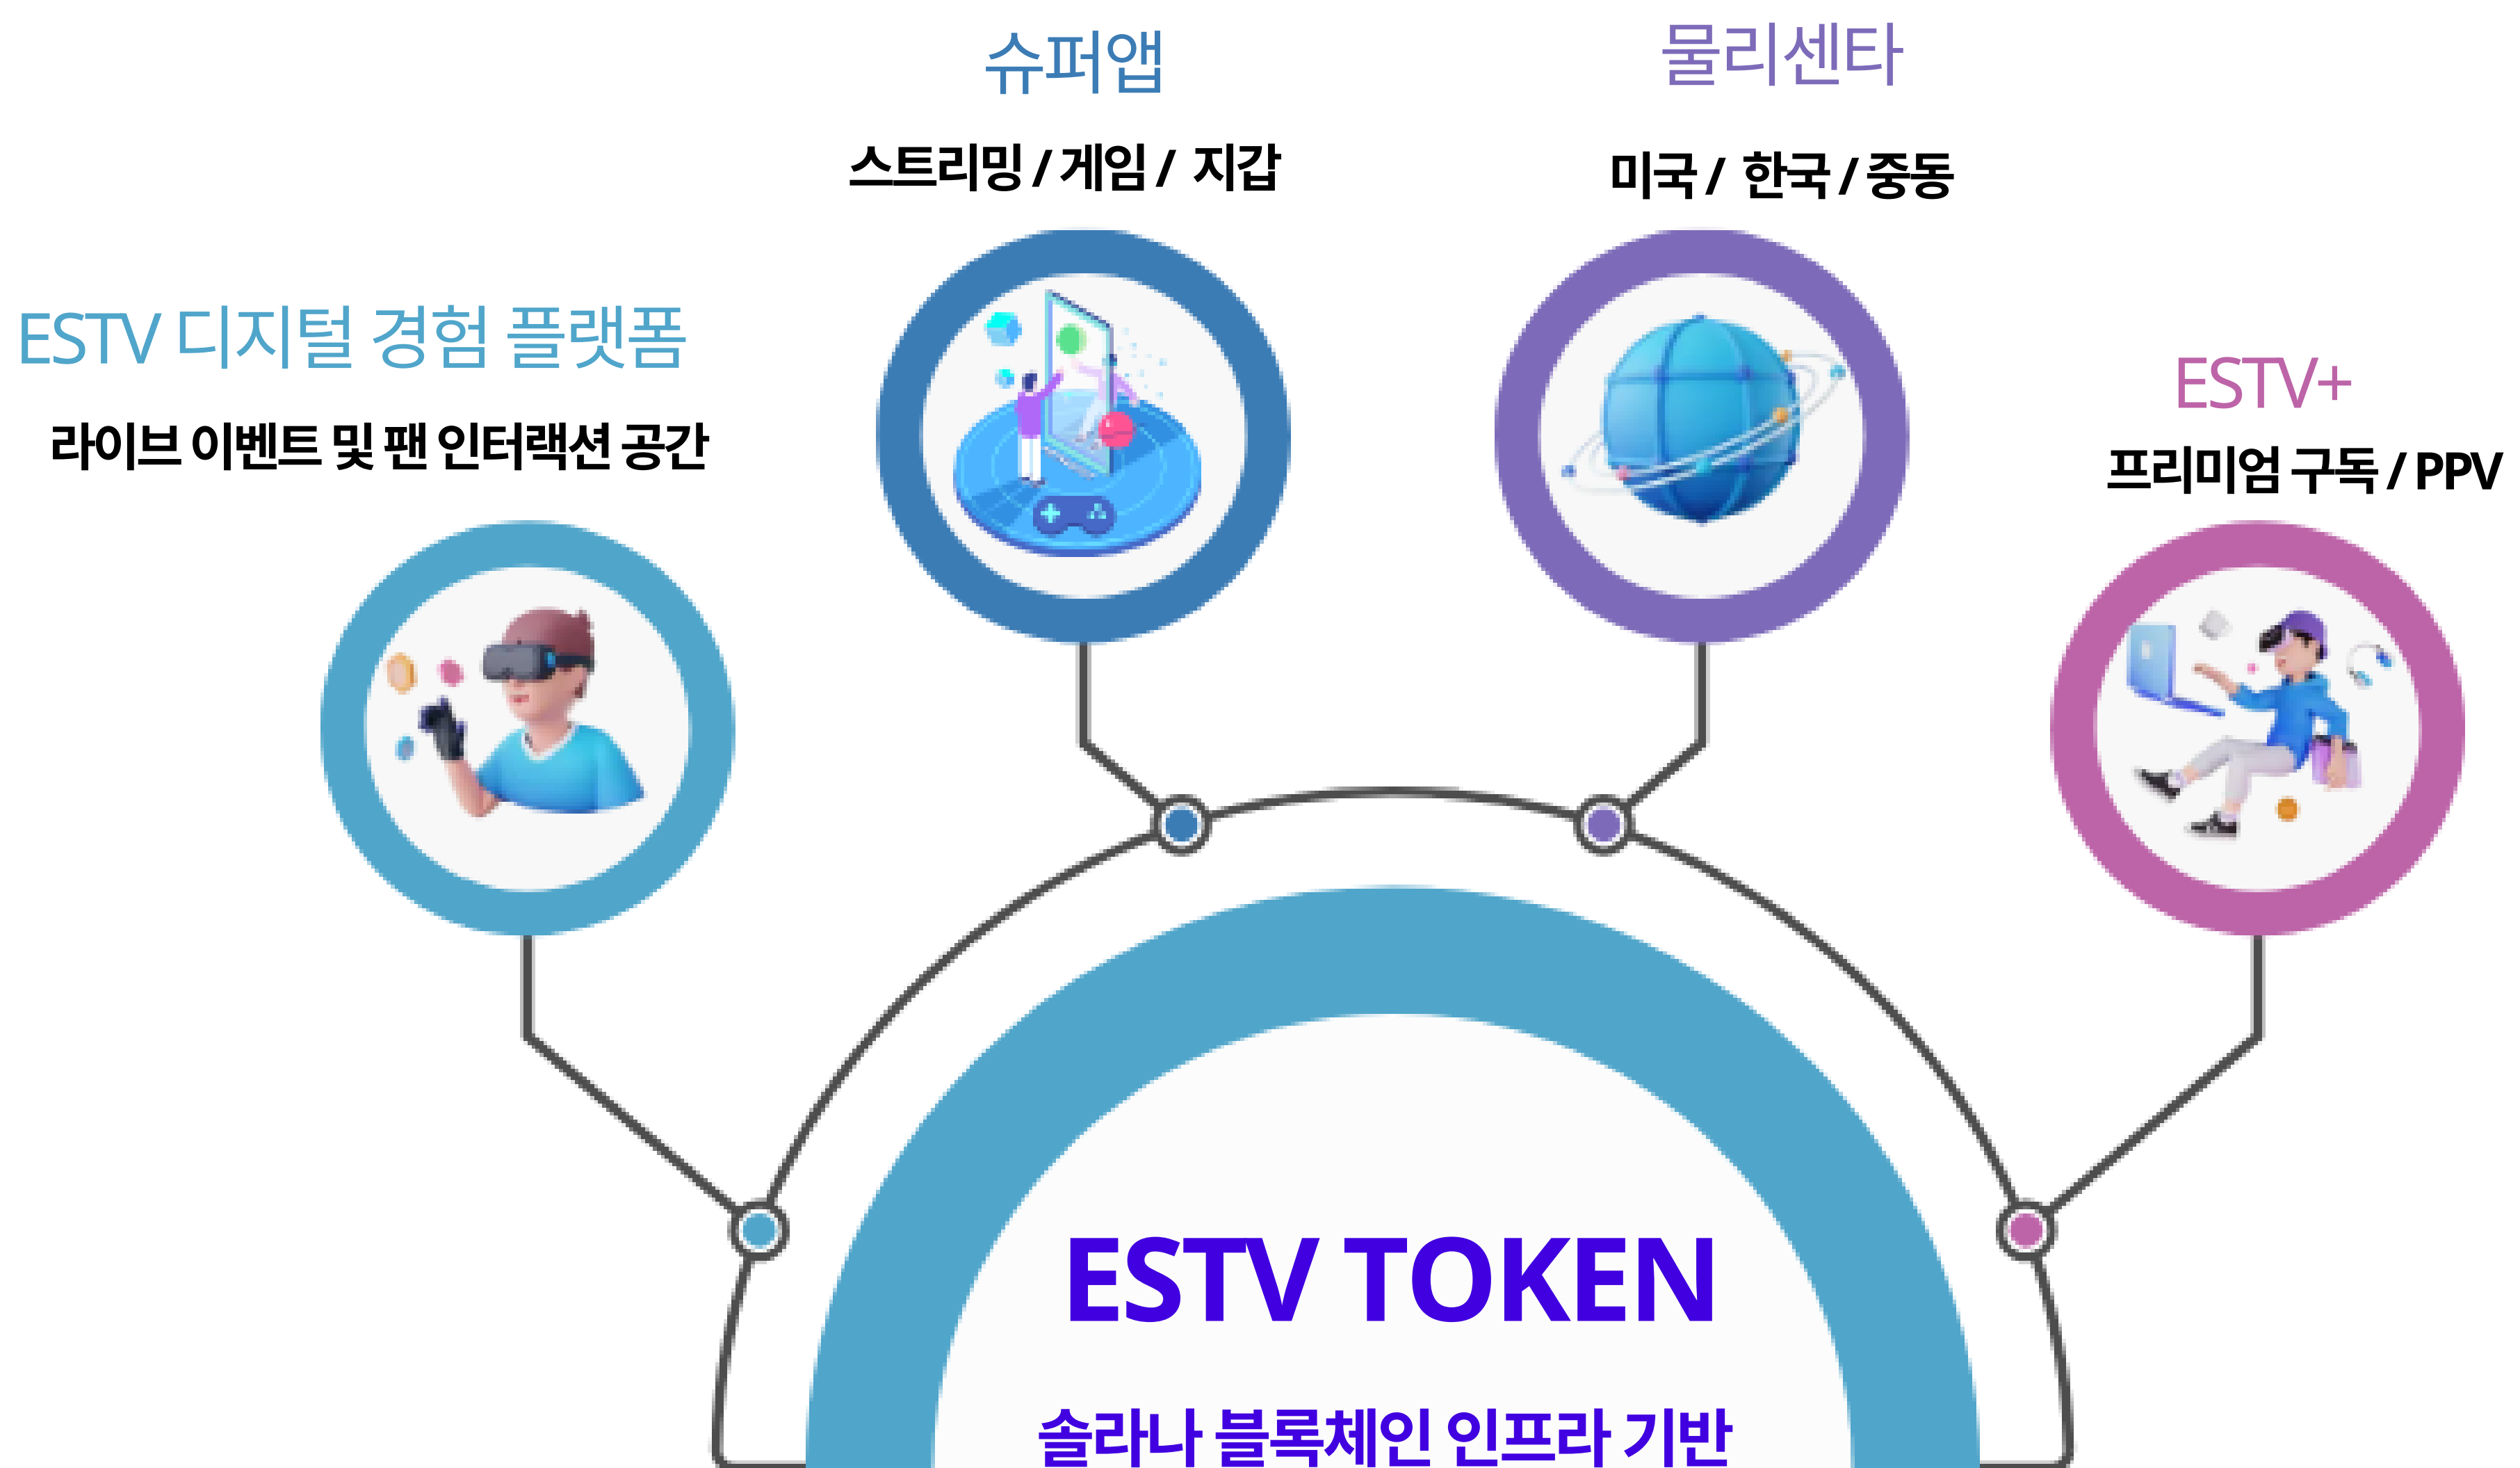 슈퍼앱
스트리밍 / 게임 / 지갑
물리센타
미국 / 한국 / 중동
ESTV 디지털 경험 플랫폼
라이브 이벤트 및 팬 인터랙션 공간
ESTV+
프리미엄 구독 / PPV
ESTV TOKEN
솔라나 블록체인 인프라 기반